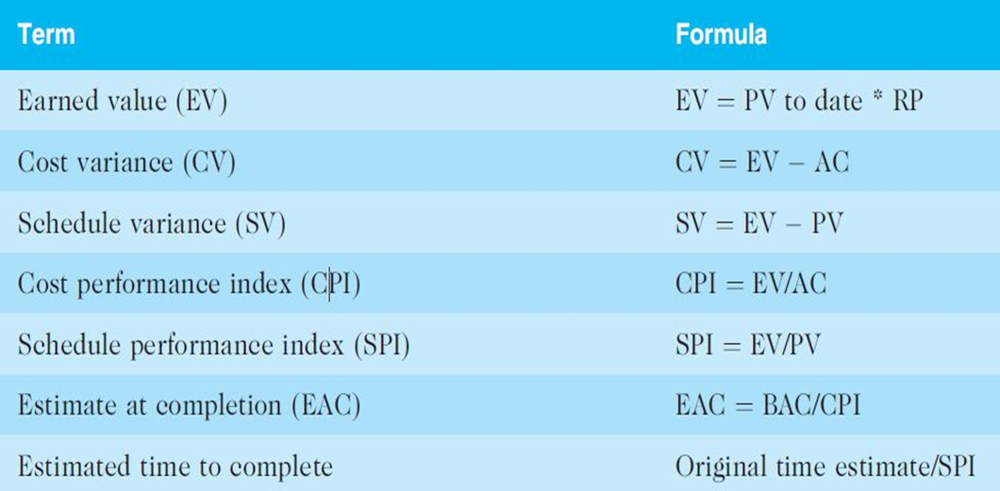 Term Formula
Earned value (EV) EV = PV to date * RP
Cost variance (CV) CV = EV – AC
Schedule variance (SV) SV = EV – PV
Cost performance index (CPI) CPI = EV/AC
Schedule performance index (SPI) SPI = EV/PV
Estimate at completion (EAC) EAC = BAC/CPI
Estimated time to complete Original time estimate/SPI